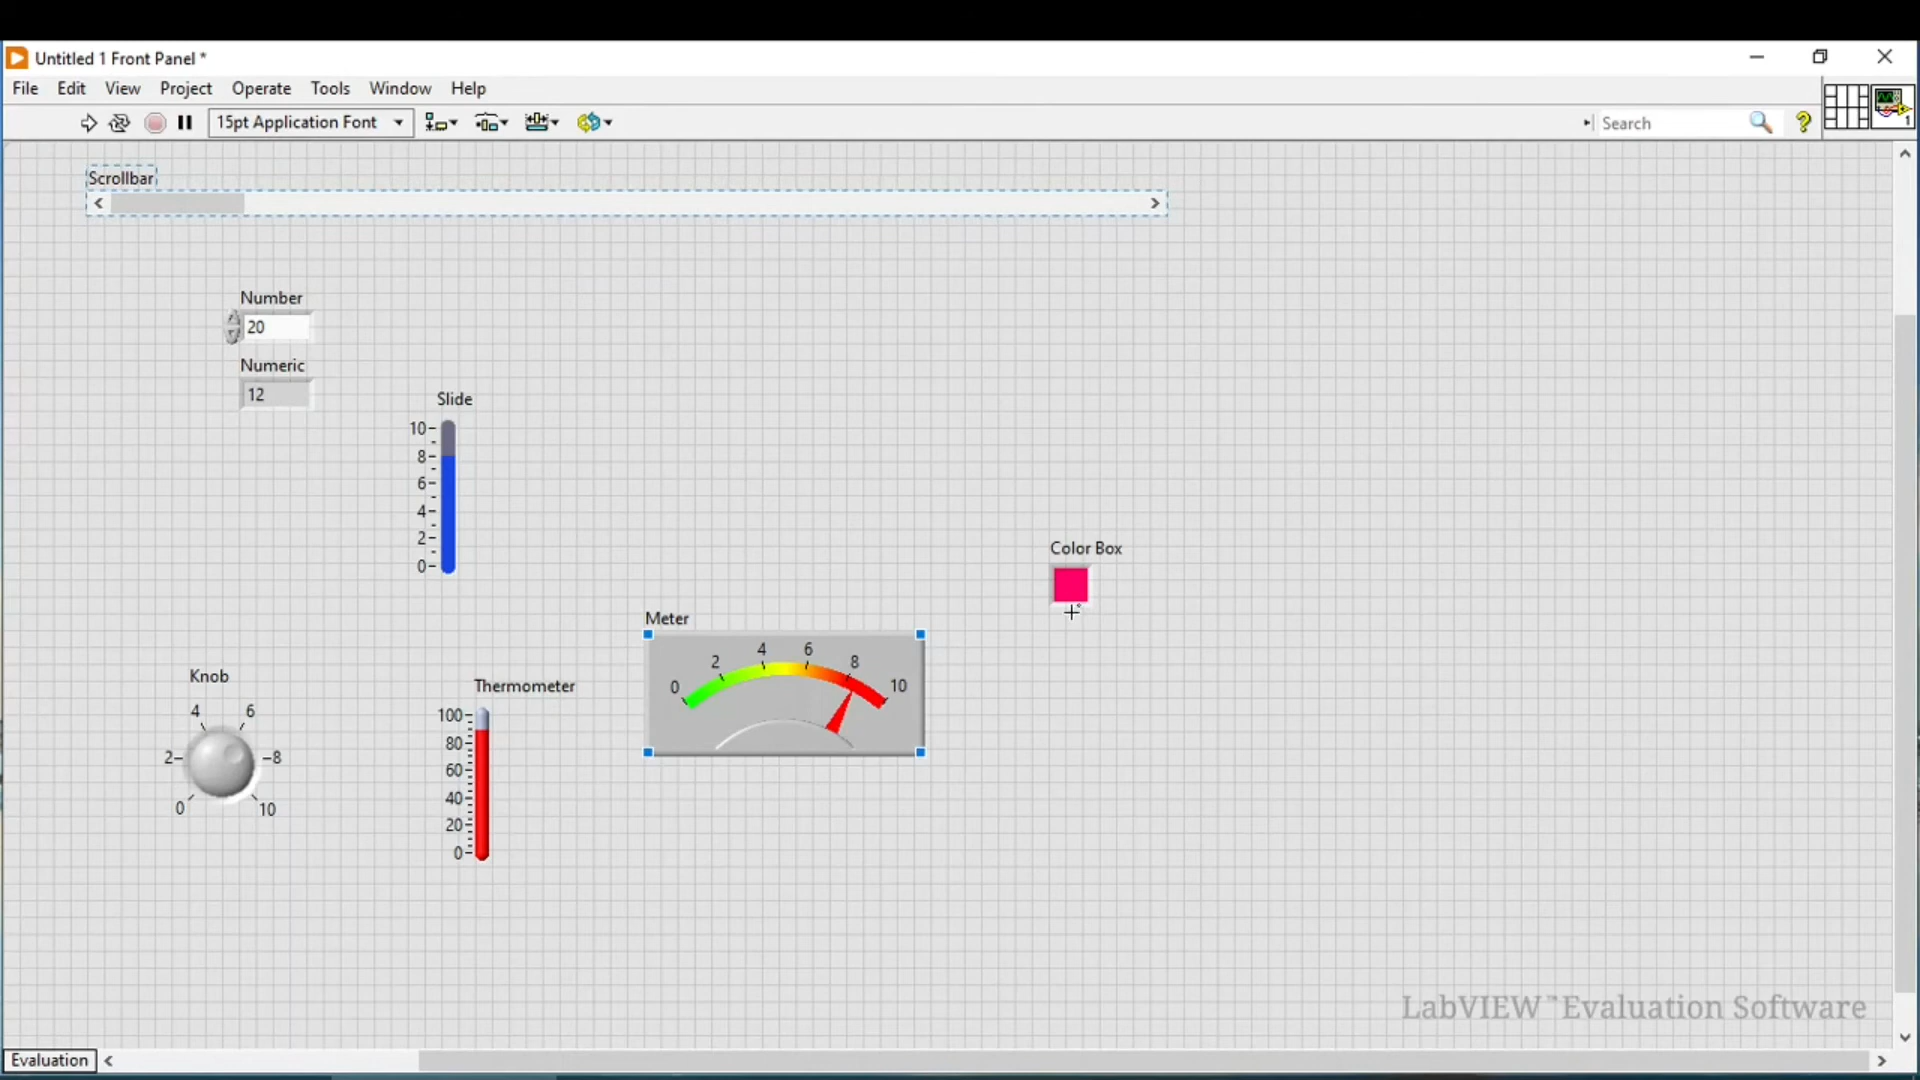 Untitled 1 Front Panel *
File Edit View Project Operate Tools Window Help
15pt Application Font
Search
?
1
Scrollbar
Number
20
Numeric
12
Slide
10
8
6
4
2
0
Color Box
Meter
0 2 4 6 8 10
Knob
0 2 4 6 8 10
Thermometer
100
80
60
40
20
0
LabVIEW™ Evaluation Software
Evaluation